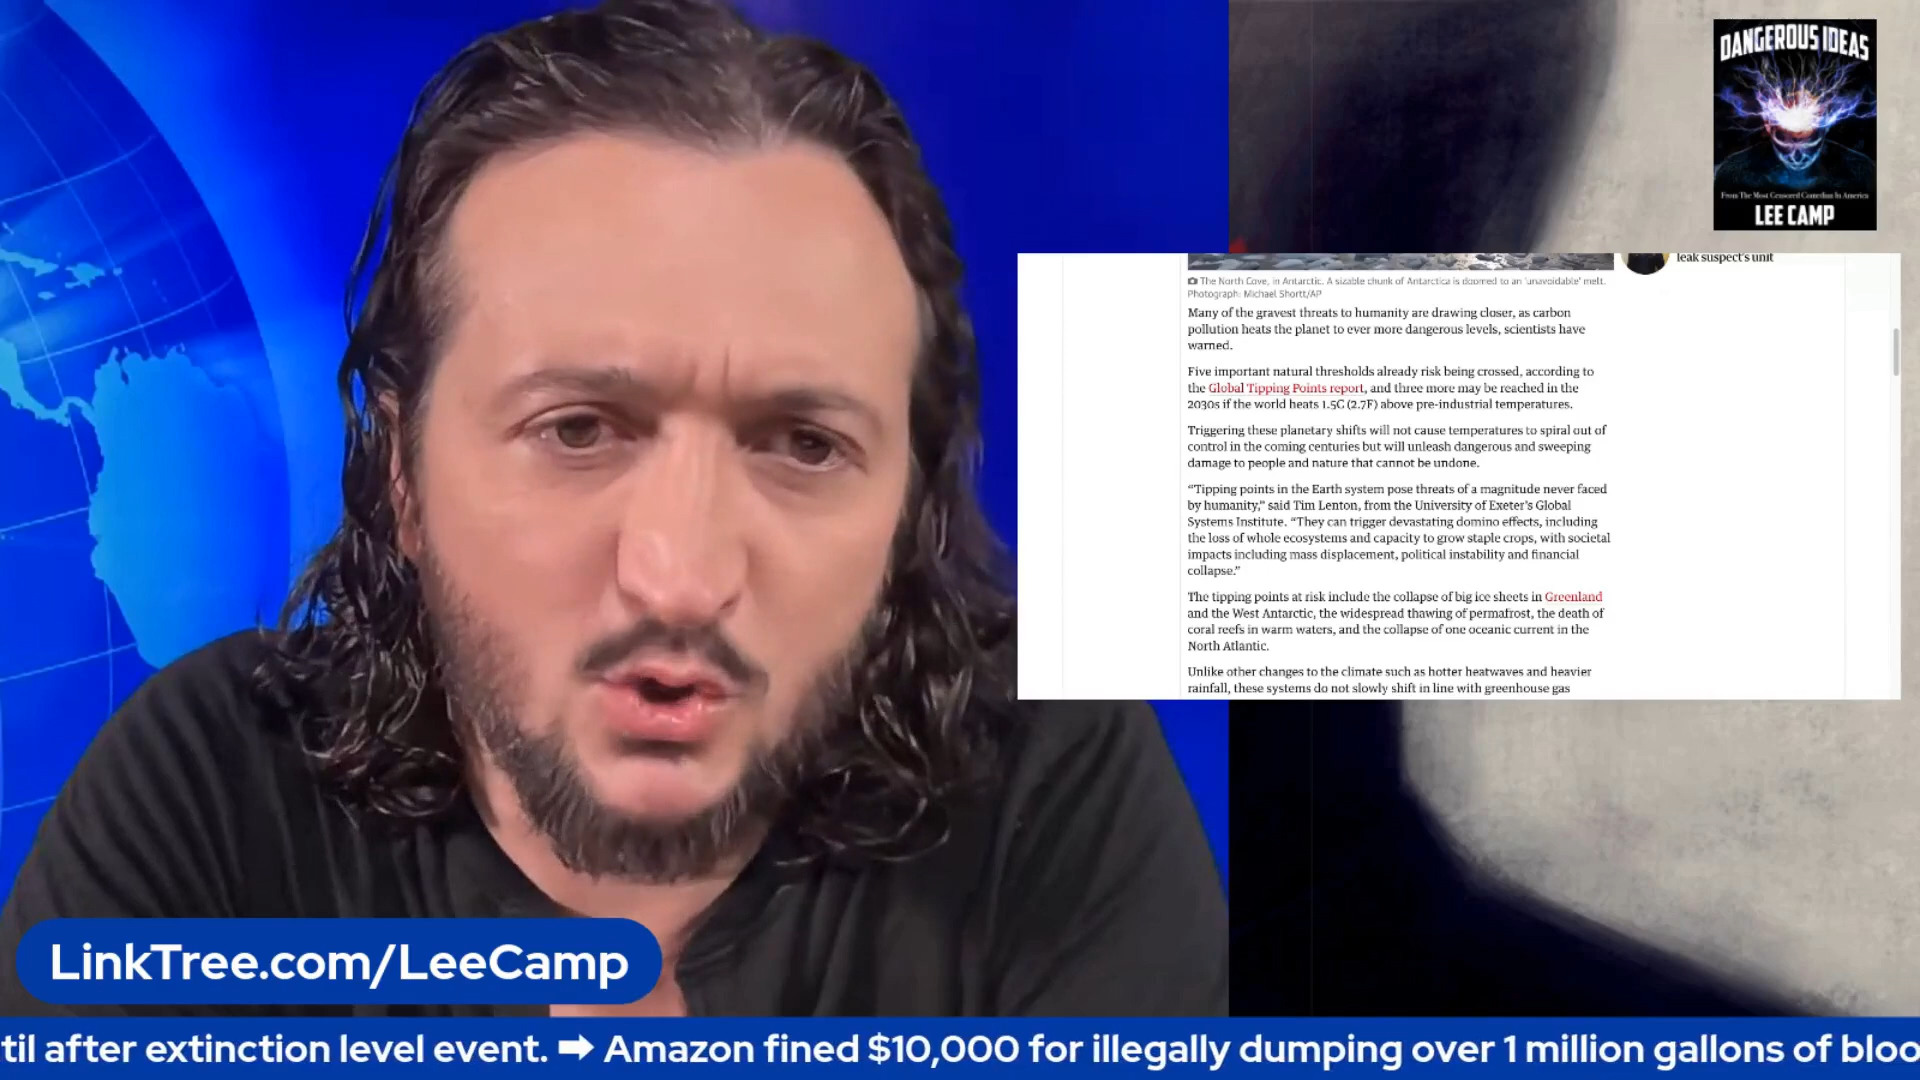 DANGEROUS IDEAS
From The Most Censored Comedian In America
LEE CAMP
leak suspect's unit
The North Cove, in Antarctic. A sizable chunk of Antarctica is doomed to an 'unavoidable' melt.
Photograph: Michael Shortt/AP
Many of the gravest threats to humanity are drawing closer, as carbon
pollution heats the planet to ever more dangerous levels, scientists have
warned.
Five important natural thresholds already risk being crossed, according to
the Global Tipping Points report, and three more may be reached in the
2030s if the world heats 1.5C (2.7F) above pre-industrial temperatures.
Triggering these planetary shifts will not cause temperatures to spiral out of
control in the coming centuries but will unleash dangerous and sweeping
damage to people and nature that cannot be undone.
“Tipping points in the Earth system pose threats of a magnitude never faced
by humanity,” said Tim Lenton, from the University of Exeter’s Global
Systems Institute. “They can trigger devastating domino effects, including
the loss of whole ecosystems and capacity to grow staple crops, with societal
impacts including mass displacement, political instability and financial
collapse.”
The tipping points at risk include the collapse of big ice sheets in Greenland
and the West Antarctic, the widespread thawing of permafrost, the death of
coral reefs in warm waters, and the collapse of one oceanic current in the
North Atlantic.
Unlike other changes to the climate such as hotter heatwaves and heavier
rainfall, these systems do not slowly shift in line with greenhouse gas
LinkTree.com/LeeCamp
til after extinction level event. ➡ Amazon fined $10,000 for illegally dumping over 1 million gallons of bloo